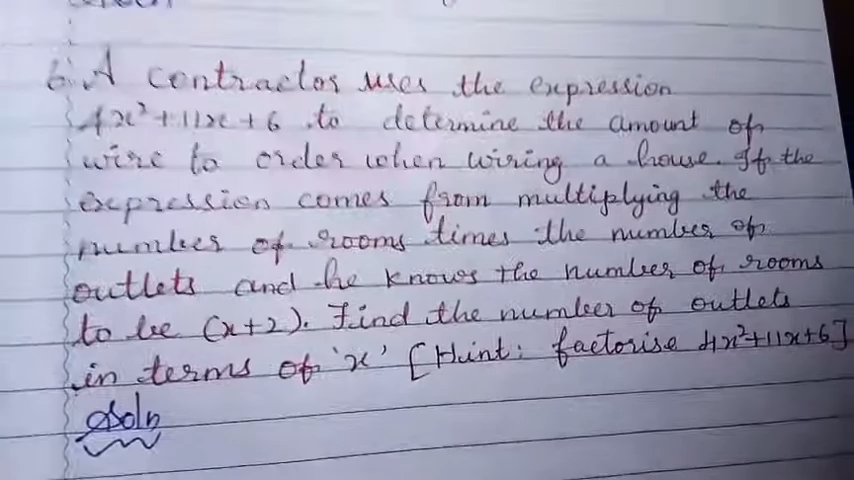 6. A contractor uses the expression
4x²+11x+6 to determine the amount of
wire to order when wiring a house. If the
expression comes from multiplying the
number of rooms times the number of
outlets and he knows the number of rooms
to be (x+2). Find the number of outlets
in terms of 'x' [Hint: factorise 4x²+11x+6]
Soln